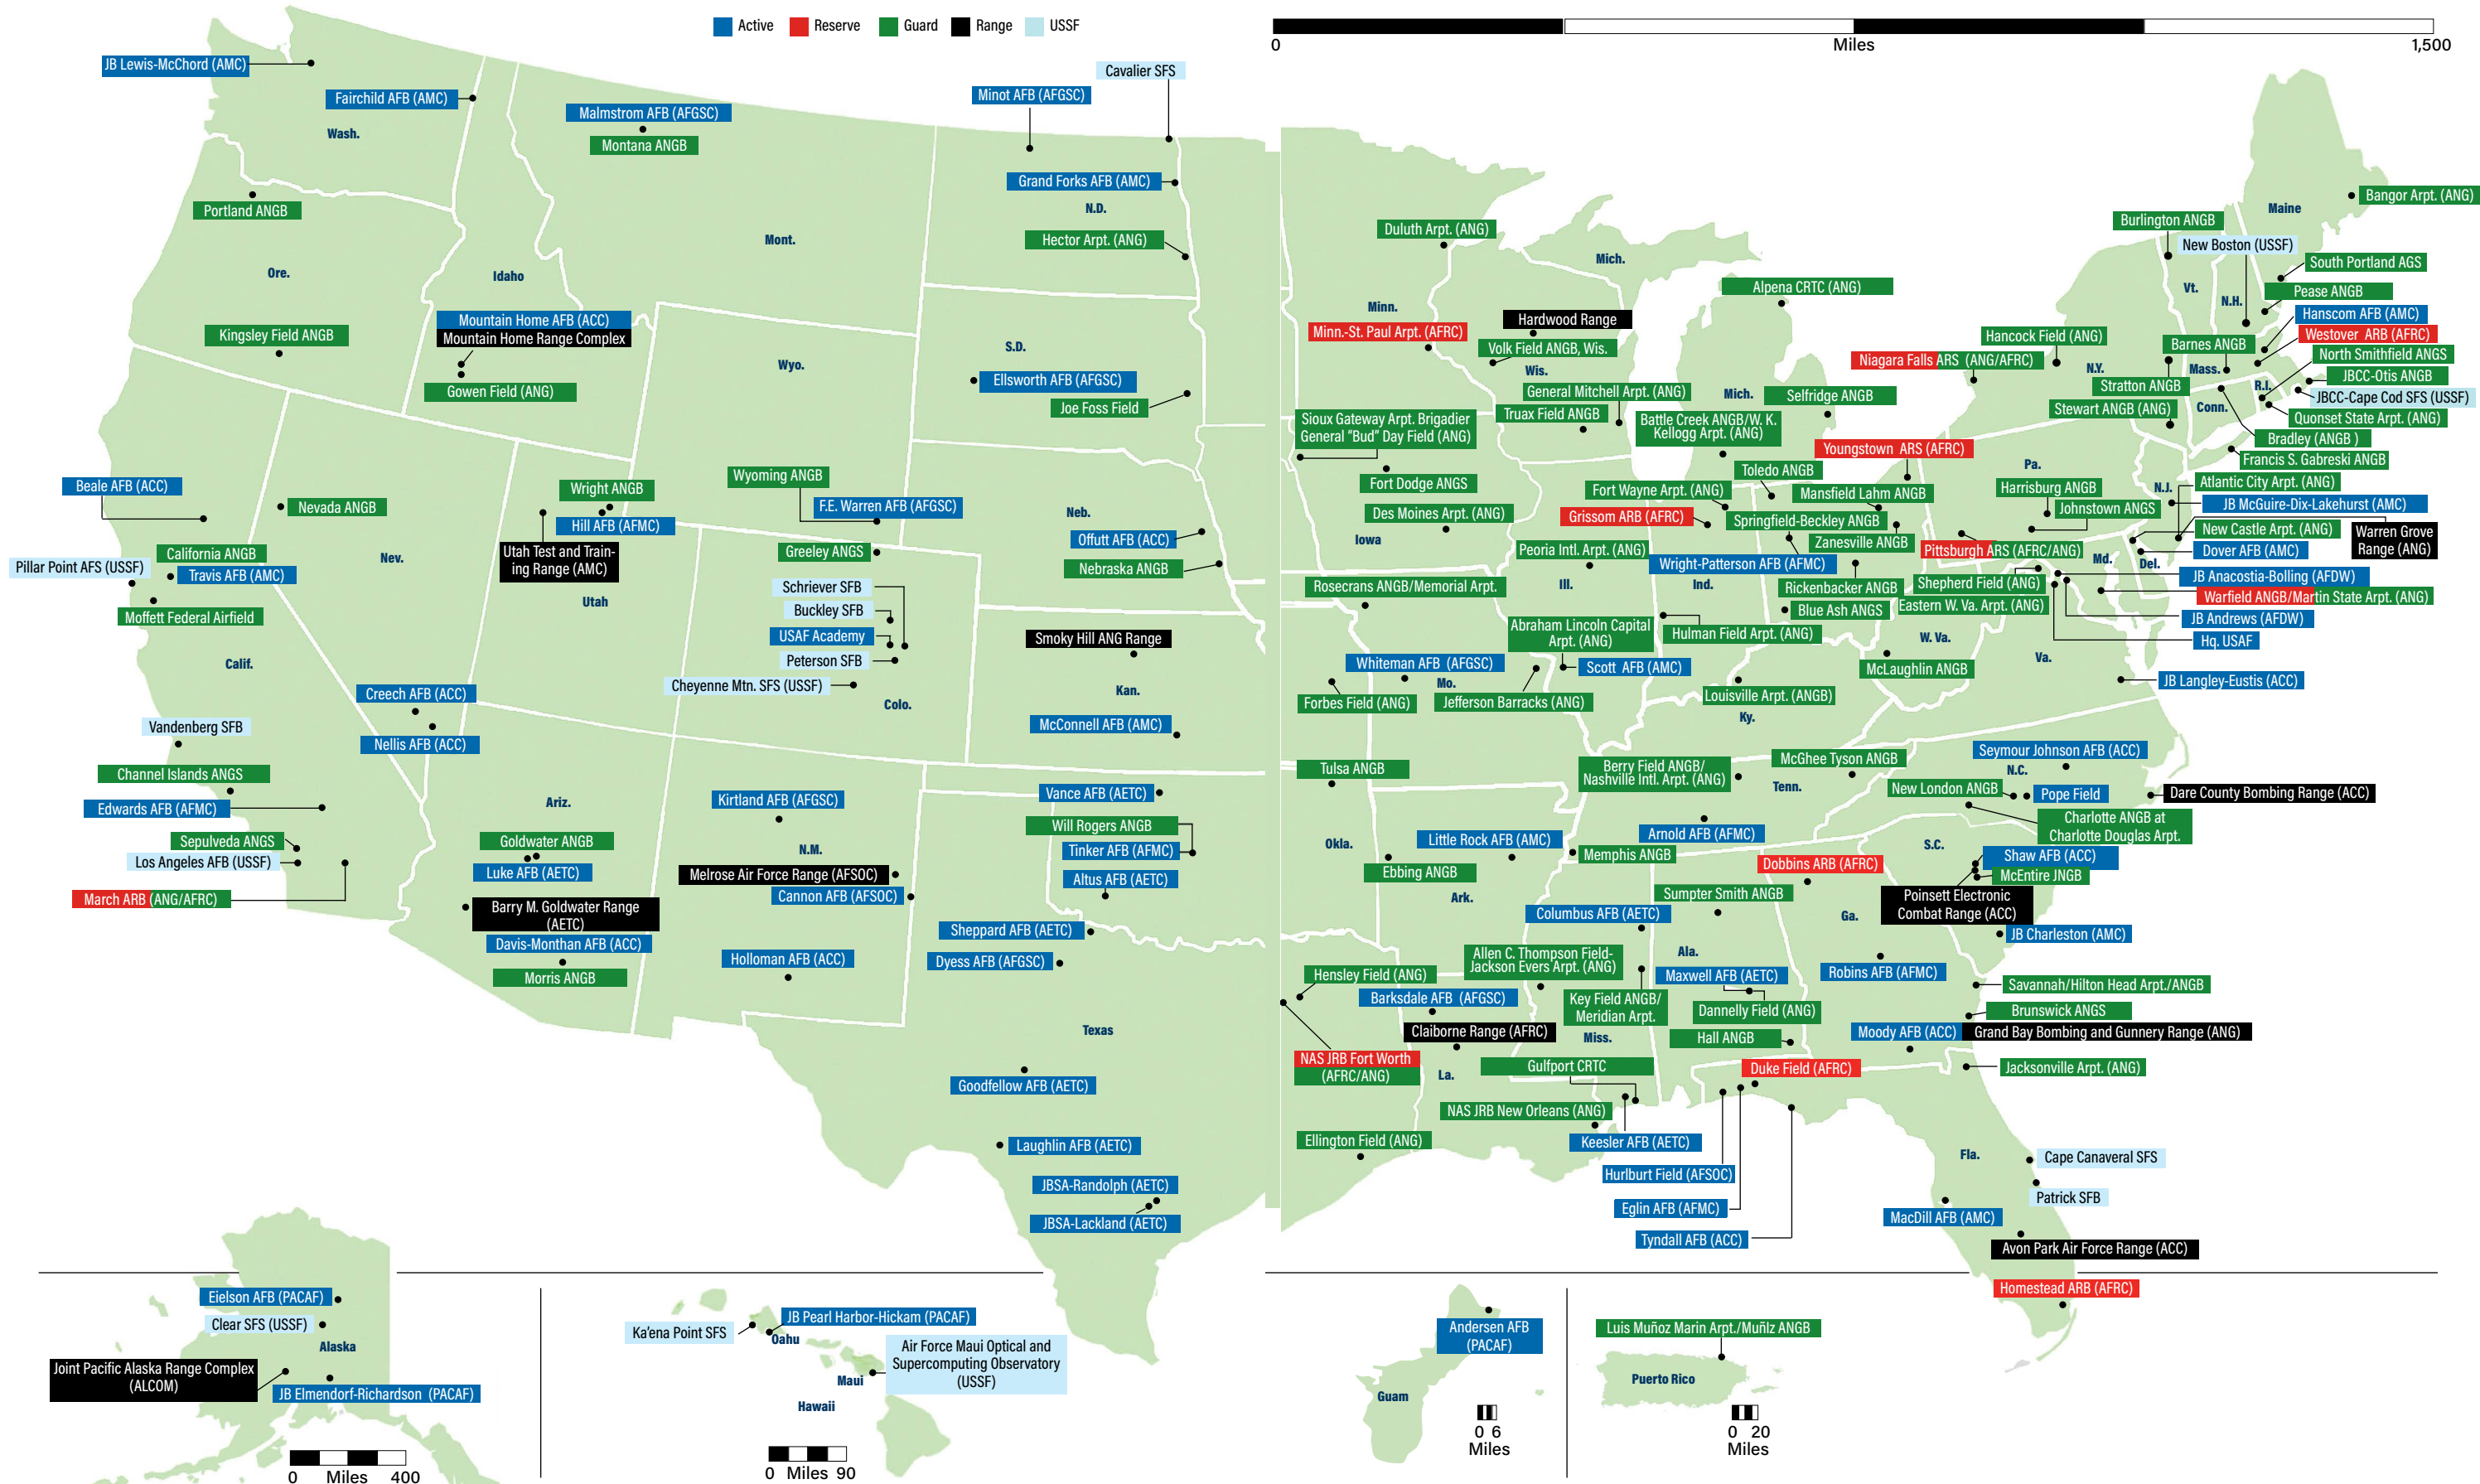 Active
Reserve
Guard
Range
USSF
0
Miles
1,500
JB Lewis-McChord (AMC)
Fairchild AFB (AMC)
Wash.
Malmstrom AFB (AFGSC)
Montana ANGB
Minot AFB (AFGSC)
Cavalier SFS
Grand Forks AFB (AMC)
N.D.
Hector Arpt. (ANG)
Portland ANGB
Ore.
Idaho
Mont.
Kingsley Field ANGB
Mountain Home AFB (ACC)
Mountain Home Range Complex
Gowen Field (ANG)
Wyo.
S.D.
Ellsworth AFB (AFGSC)
Joe Foss Field
Beale AFB (ACC)
Nevada ANGB
Wright ANGB
Hill AFB (AFMC)
Utah Test and Train-
ing Range (AMC)
Utah
Wyoming ANGB
F.E. Warren AFB (AFGSC)
Neb.
Offutt AFB (ACC)
Nebraska ANGB
Greeley ANGS
California ANGB
Travis AFB (AMC)
Pillar Point AFS (USSF)
Moffett Federal Airfield
Nev.
Calif.
Schriever SFB
Buckley SFB
USAF Academy
Peterson SFB
Cheyenne Mtn. SFS (USSF)
Colo.
Smoky Hill ANG Range
Kan.
McConnell AFB (AMC)
Creech AFB (ACC)
Nellis AFB (ACC)
Vandenberg SFB
Channel Islands ANGS
Edwards AFB (AFMC)
Sepulveda ANGS
Los Angeles AFB (USSF)
March ARB (ANG/AFRC)
Ariz.
Goldwater ANGB
Luke AFB (AETC)
Barry M. Goldwater Range
(AETC)
Davis-Monthan AFB (ACC)
Morris ANGB
Kirtland AFB (AFGSC)
N.M.
Melrose Air Force Range (AFSOC)
Cannon AFB (AFSOC)
Holloman AFB (ACC)
Vance AFB (AETC)
Will Rogers ANGB
Tinker AFB (AFMC)
Altus AFB (AETC)
Sheppard AFB (AETC)
Dyess AFB (AFGSC)
Texas
Goodfellow AFB (AETC)
Laughlin AFB (AETC)
JBSA-Randolph (AETC)
JBSA-Lackland (AETC)
Duluth Arpt. (ANG)
Mich.
Minn.
Minn.-St. Paul Arpt. (AFRC)
Hardwood Range
Volk Field ANGB, Wis.
Wis.
Alpena CRTC (ANG)
General Mitchell Arpt. (ANG)
Truax Field ANGB
Mich.
Selfridge ANGB
Battle Creek ANGB/W. K.
Kellogg Arpt. (ANG)
Sioux Gateway Arpt. Brigadier
General “Bud” Day Field (ANG)
Fort Dodge ANGS
Des Moines Arpt. (ANG)
Iowa
Youngstown ARS (AFRC)
Toledo ANGB
Fort Wayne Arpt. (ANG)
Mansfield Lahm ANGB
Grissom ARB (AFRC)
Springfield-Beckley ANGB
Zanesville ANGB
Peoria Intl. Arpt. (ANG)
Wright-Patterson AFB (AFMC)
Rickenbacker ANGB
Blue Ash ANGS
Ill.
Ind.
Rosecrans ANGB/Memorial Arpt.
Abraham Lincoln Capital
Arpt. (ANG)
Hulman Field Arpt. (ANG)
Whiteman AFB (AFGSC)
Scott AFB (AMC)
Mo.
Forbes Field (ANG)
Jefferson Barracks (ANG)
Louisville Arpt. (ANGB)
Ky.
McLaughlin ANGB
W. Va.
Va.
Bangor Arpt. (ANG)
Maine
Burlington ANGB
New Boston (USSF)
South Portland AGS
Vt.
N.H.
Pease ANGB
Hanscom AFB (AMC)
Westover ARB (AFRC)
North Smithfield ANGS
Hancock Field (ANG)
Barnes ANGB
Niagara Falls ARS (ANG/AFRC)
N.Y.
Mass.
JBCC-Otis ANGB
Stratton ANGB
R.I.
JBCC-Cape Cod SFS (USSF)
Stewart ANGB (ANG)
Conn.
Quonset State Arpt. (ANG)
Bradley (ANGB )
Francis S. Gabreski ANGB
Pa.
Harrisburg ANGB
Johnstown ANGS
N.J.
Atlantic City Arpt. (ANG)
JB McGuire-Dix-Lakehurst (AMC)
New Castle Arpt. (ANG)
Warren Grove
Range (ANG)
Dover AFB (AMC)
Pittsburgh ARS (AFRC/ANG)
Md.
Del.
Shepherd Field (ANG)
Eastern W. Va. Arpt. (ANG)
JB Anacostia-Bolling (AFDW)
Warfield ANGB/Martin State Arpt. (ANG)
JB Andrews (AFDW)
Hq. USAF
JB Langley-Eustis (ACC)
Seymour Johnson AFB (ACC)
N.C.
New London ANGB
Pope Field
Dare County Bombing Range (ACC)
Charlotte ANGB at
Charlotte Douglas Arpt.
Tulsa ANGB
Berry Field ANGB/
Nashville Intl. Arpt. (ANG)
McGhee Tyson ANGB
Tenn.
Okla.
Little Rock AFB (AMC)
Arnold AFB (AFMC)
Ebbing ANGB
Memphis ANGB
Ark.
Dobbins ARB (AFRC)
Sumpter Smith ANGB
S.C.
Shaw AFB (ACC)
McEntire JNGB
Poinsett Electronic
Combat Range (ACC)
JB Charleston (AMC)
Columbus AFB (AETC)
Ga.
Ala.
Robins AFB (AFMC)
Allen C. Thompson Field-
Jackson Evers Arpt. (ANG)
Maxwell AFB (AETC)
Dannelly Field (ANG)
Hensley Field (ANG)
Barksdale AFB (AFGSC)
Key Field ANGB/
Meridian Arpt.
Claiborne Range (AFRC)
Miss.
Hall ANGB
Savannah/Hilton Head Arpt./ANGB
Brunswick ANGS
Moody AFB (ACC)
Grand Bay Bombing and Gunnery Range (ANG)
NAS JRB Fort Worth
(AFRC/ANG)
La.
Gulfport CRTC
Duke Field (AFRC)
Jacksonville Arpt. (ANG)
NAS JRB New Orleans (ANG)
Ellington Field (ANG)
Keesler AFB (AETC)
Hurlburt Field (AFSOC)
Eglin AFB (AFMC)
Tyndall AFB (ACC)
Fla.
Cape Canaveral SFS
Patrick SFB
MacDill AFB (AMC)
Avon Park Air Force Range (ACC)
Homestead ARB (AFRC)
Eielson AFB (PACAF)
Clear SFS (USSF)
Alaska
Joint Pacific Alaska Range Complex
(ALCOM)
JB Elmendorf-Richardson (PACAF)
0 Miles 400
Ka'ena Point SFS
JB Pearl Harbor-Hickam (PACAF)
Oahu
Air Force Maui Optical and
Supercomputing Observatory
(USSF)
Maui
Hawaii
0 Miles 90
Andersen AFB
(PACAF)
Guam
0 6
Miles
Luis Muñoz Marin Arpt./Muñlz ANGB
Puerto Rico
0 20
Miles